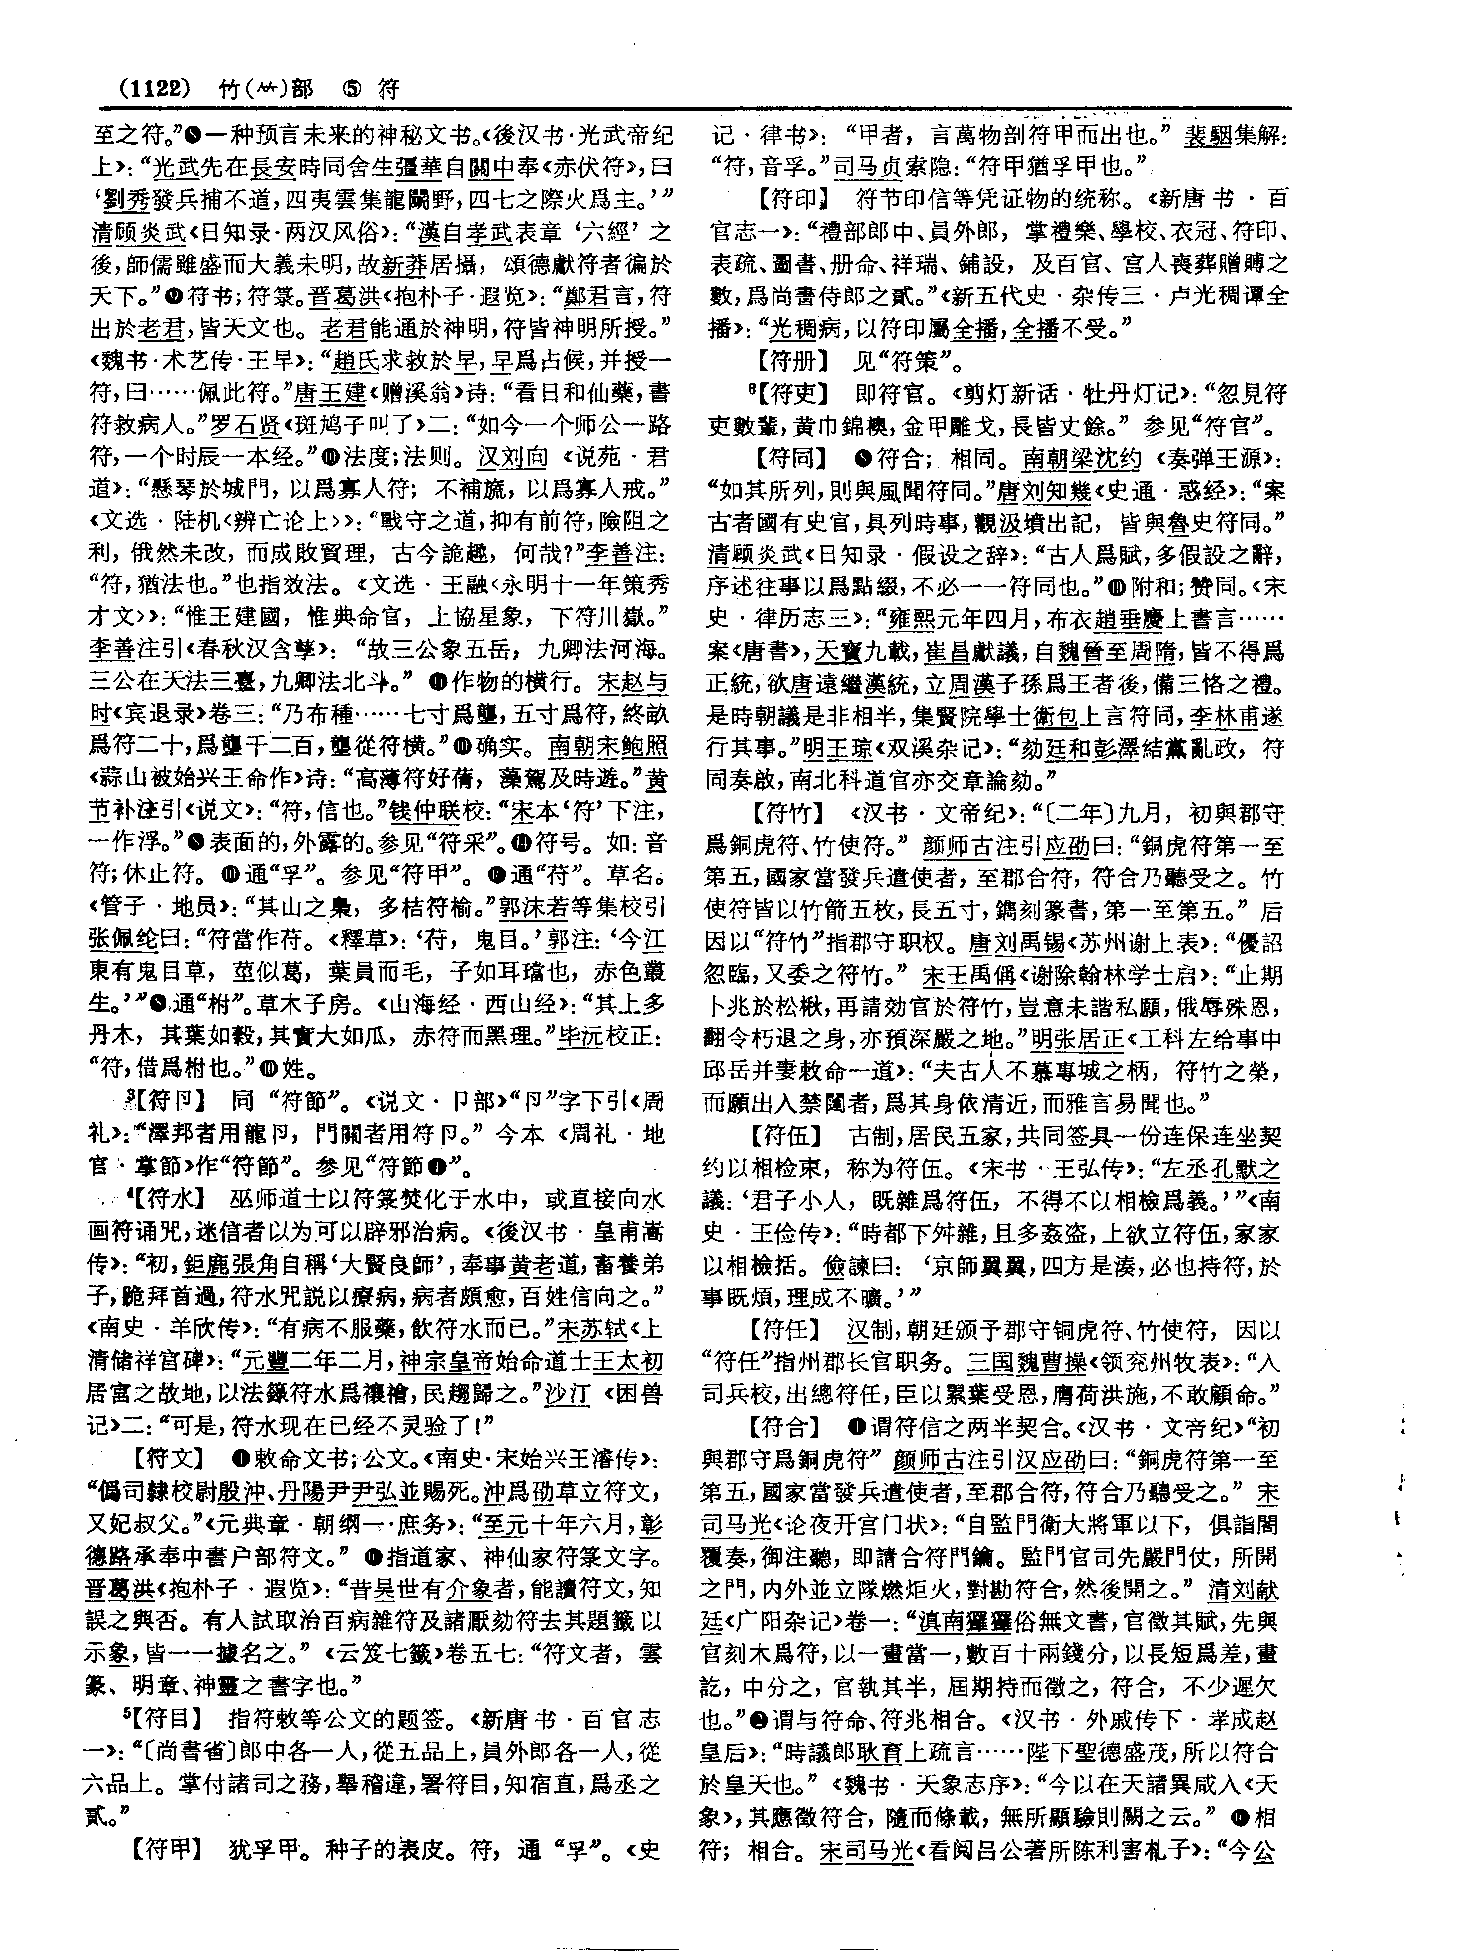 (1122) 竹(⺮)部 ⑤ 符
至之符。”❽一种预言未来的神秘文书。《後汉书·光武帝纪
上》：“光武先在長安時同舍生彊華自關中奉《赤伏符》，曰
‘劉秀發兵捕不道，四夷雲集龍鬭野，四七之際火爲主。’”
清顾炎武《日知录·两汉风俗》：“漢自孝武表章‘六經’之
後，師儒雖盛而大義未明，故新莽居攝，頌德獻符者徧於
天下。”❾符书；符箓。晋葛洪《抱朴子·遐览》：“鄭君言，符
出於老君，皆天文也。老君能通於神明，符皆神明所授。”
《魏书·术艺传·王早》：“趙氏求救於早，早爲占候，并授一
符，曰……佩此符。”唐王建《赠溪翁》诗：“看日和仙藥，書
符救病人。”罗石贤《斑鸠子叫了》二：“如今一个师公一路
符，一个时辰一本经。”❿法度；法则。汉刘向《说苑·君
道》：“懸琴於城門，以爲寡人符；不補旒，以爲寡人戒。”
《文选·陆机〈辨亡论上〉》：“戰守之道，抑有前符，險阻之
利，俄然未改，而成敗貿理，古今詭趣，何哉？”李善注：
“符，猶法也。”也指效法。《文选·王融〈永明十一年策秀
才文〉》：“惟王建國，惟典命官，上協星象，下符川嶽。”
李善注引《春秋汉含孳》：“故三公象五岳，九卿法河海。
三公在天法三臺，九卿法北斗。”⓫作物的横行。宋赵与
时《宾退录》卷三：“乃布種……七寸爲壟，五寸爲符，終畝
爲符二十，爲壟千二百，壟從符横。”⓬确实。南朝宋鲍照
《蒜山被始兴王命作》诗：“高薄符好蒨，藻駕及時遊。”黄
节补注引《说文》：“符，信也。”钱仲联校：“宋本‘符’下注，
一作浮。”⓭表面的，外露的。参见“符采”。⓮符号。如：音
符；休止符。⓯通“孚”。参见“符甲”。⓰通“苻”。草名。
《管子·地员》：“其山之梟，多桔符榆。”郭沫若等集校引
张佩纶曰：“符當作苻。《釋草》：‘苻，鬼目。’郭注：‘今江
東有鬼目草，莖似葛，葉員而毛，子如耳璫也，赤色叢
生。’”⓱通“柎”。草木子房。《山海经·西山经》：“其上多
丹木，其葉如穀，其實大如瓜，赤符而黑理。”毕沅校正：
“符，借爲柎也。”⓲姓。
3【符卪】 同“符節”。《说文·卩部》“卪”字下引《周
礼》：“澤邦者用龍卪，門關者用符卪。”今本《周礼·地
官·掌節》作“符節”。参见“符節❶”。
4【符水】 巫师道士以符箓焚化于水中，或直接向水
画符诵咒，迷信者以为可以辟邪治病。《後汉书·皇甫嵩
传》：“初，鉅鹿張角自稱‘大賢良師’，奉事黄老道，畜養弟
子，跪拜首過，符水咒説以療病，病者頗愈，百姓信向之。”
《南史·羊欣传》：“有病不服藥，飲符水而已。”宋苏轼《上
清储祥宫碑》：“元豐二年二月，神宗皇帝始命道士王太初
居宫之故地，以法籙符水爲禳禬，民趨歸之。”沙汀《困兽
记》二：“可是，符水现在已经不灵验了！”
【符文】 ❶敕命文书；公文。《南史·宋始兴王濬传》：
“僞司隸校尉殷沖、丹陽尹尹弘並賜死。沖爲劭草立符文，
又妃叔父。”《元典章·朝纲一·庶务》：“至元十年六月，彰
德路承奉中書户部符文。”❷指道家、神仙家符箓文字。
晋葛洪《抱朴子·遐览》：“昔吴世有介象者，能讀符文，知
誤之與否。有人試取治百病雜符及諸厭劾符去其題籤以
示象，皆一一據名之。”《云笈七籤》卷五七：“符文者，雲
篆、明章、神靈之書字也。”
5【符目】 指符敕等公文的题签。《新唐书·百官志
一》：“〔尚書省〕郎中各一人，從五品上，員外郎各一人，從
六品上。掌付諸司之務，舉稽違，署符目，知宿直，爲丞之
貳。”
【符甲】 犹孚甲。种子的表皮。符，通“孚”。《史
记·律书》：“甲者，言萬物剖符甲而出也。”裴駰集解：
“符，音孚。”司马贞索隐：“符甲猶孚甲也。”
【符印】 符节印信等凭证物的统称。《新唐书·百
官志一》：“禮部郎中、員外郎，掌禮樂、學校、衣冠、符印、
表疏、圖書、册命、祥瑞、鋪設，及百官、宫人喪葬贈賻之
數，爲尚書侍郎之貳。”《新五代史·杂传三·卢光稠谭全
播》：“光稠病，以符印屬全播，全播不受。”
【符册】 见“符策”。
6【符吏】 即符官。《剪灯新话·牡丹灯记》：“忽見符
吏數輩，黄巾錦襖，金甲雕戈，長皆丈餘。”参见“符官”。
【符同】 ❶符合；相同。南朝梁沈约《奏弹王源》：
“如其所列，則與風聞符同。”唐刘知幾《史通·惑经》：“案
古者國有史官，具列時事，觀汲墳出記，皆與魯史符同。”
清顾炎武《日知录·假设之辞》：“古人爲賦，多假設之辭，
序述往事以爲點綴，不必一一符同也。”❷附和；赞同。《宋
史·律历志三》：“雍熙元年四月，布衣趙垂慶上書言……
案《唐書》，天寶九載，崔昌獻議，自魏晉至周隋，皆不得爲
正統，欲唐遠繼漢統，立周漢子孫爲王者後，備三恪之禮。
是時朝議是非相半，集賢院學士衛包上言符同，李林甫遂
行其事。”明王琼《双溪杂记》：“劾廷和彭澤結黨亂政，符
同奏啟，南北科道官亦交章論劾。”
【符竹】 《汉书·文帝纪》：“〔二年〕九月，初與郡守
爲銅虎符、竹使符。”颜师古注引应劭曰：“銅虎符第一至
第五，國家當發兵遣使者，至郡合符，符合乃聽受之。竹
使符皆以竹箭五枚，長五寸，鐫刻篆書，第一至第五。”后
因以“符竹”指郡守职权。唐刘禹锡《苏州谢上表》：“優詔
忽臨，又委之符竹。”宋王禹偁《谢除翰林学士启》：“止期
卜兆於松楸，再請効官於符竹，豈意未諧私願，俄辱殊恩，
翻令朽退之身，亦預深嚴之地。”明张居正《工科左给事中
邱岳并妻敕命一道》：“夫古人不慕專城之柄，符竹之榮，
而願出入禁闥者，爲其身依清近，而雅言易聞也。”
【符伍】 古制，居民五家，共同签具一份连保连坐契
约以相检束，称为符伍。《宋书·王弘传》：“左丞孔默之
議：‘君子小人，既雜爲符伍，不得不以相檢爲義。’”《南
史·王俭传》：“時都下舛雜，且多姦盗，上欲立符伍，家家
以相檢括。儉諫曰：‘京師翼翼，四方是湊，必也持符，於
事既煩，理成不曠。’”
【符任】 汉制，朝廷颁予郡守铜虎符、竹使符，因以
“符任”指州郡长官职务。三国魏曹操《领兖州牧表》：“入
司兵校，出總符任，臣以累葉受恩，膺荷洪施，不敢顧命。”
【符合】 ❶谓符信之两半契合。《汉书·文帝纪》“初
與郡守爲銅虎符”颜师古注引汉应劭曰：“銅虎符第一至
第五，國家當發兵遣使者，至郡合符，符合乃聽受之。”宋
司马光《论夜开宫门状》：“自監門衛大將軍以下，俱詣閤
覆奏，御注聽，即請合符門鑰。監門官司先嚴門仗，所開
之門，内外並立隊燃炬火，對勘符合，然後開之。”清刘献
廷《广阳杂记》卷一：“滇南玀玀俗無文書，官徵其賦，先與
官刻木爲符，以一畫當一，數百十兩錢分，以長短爲差，畫
訖，中分之，官執其半，屆期持而徵之，符合，不少遲欠
也。”❷谓与符命、符兆相合。《汉书·外戚传下·孝成赵
皇后》：“時議郎耿育上疏言……陛下聖德盛茂，所以符合
於皇天也。”《魏书·天象志序》：“今以在天諸異咸入《天
象》，其應徵符合，隨而條載，無所顯驗則闕之云。”❸相
符；相合。宋司马光《看阅吕公著所陈利害札子》：“今公